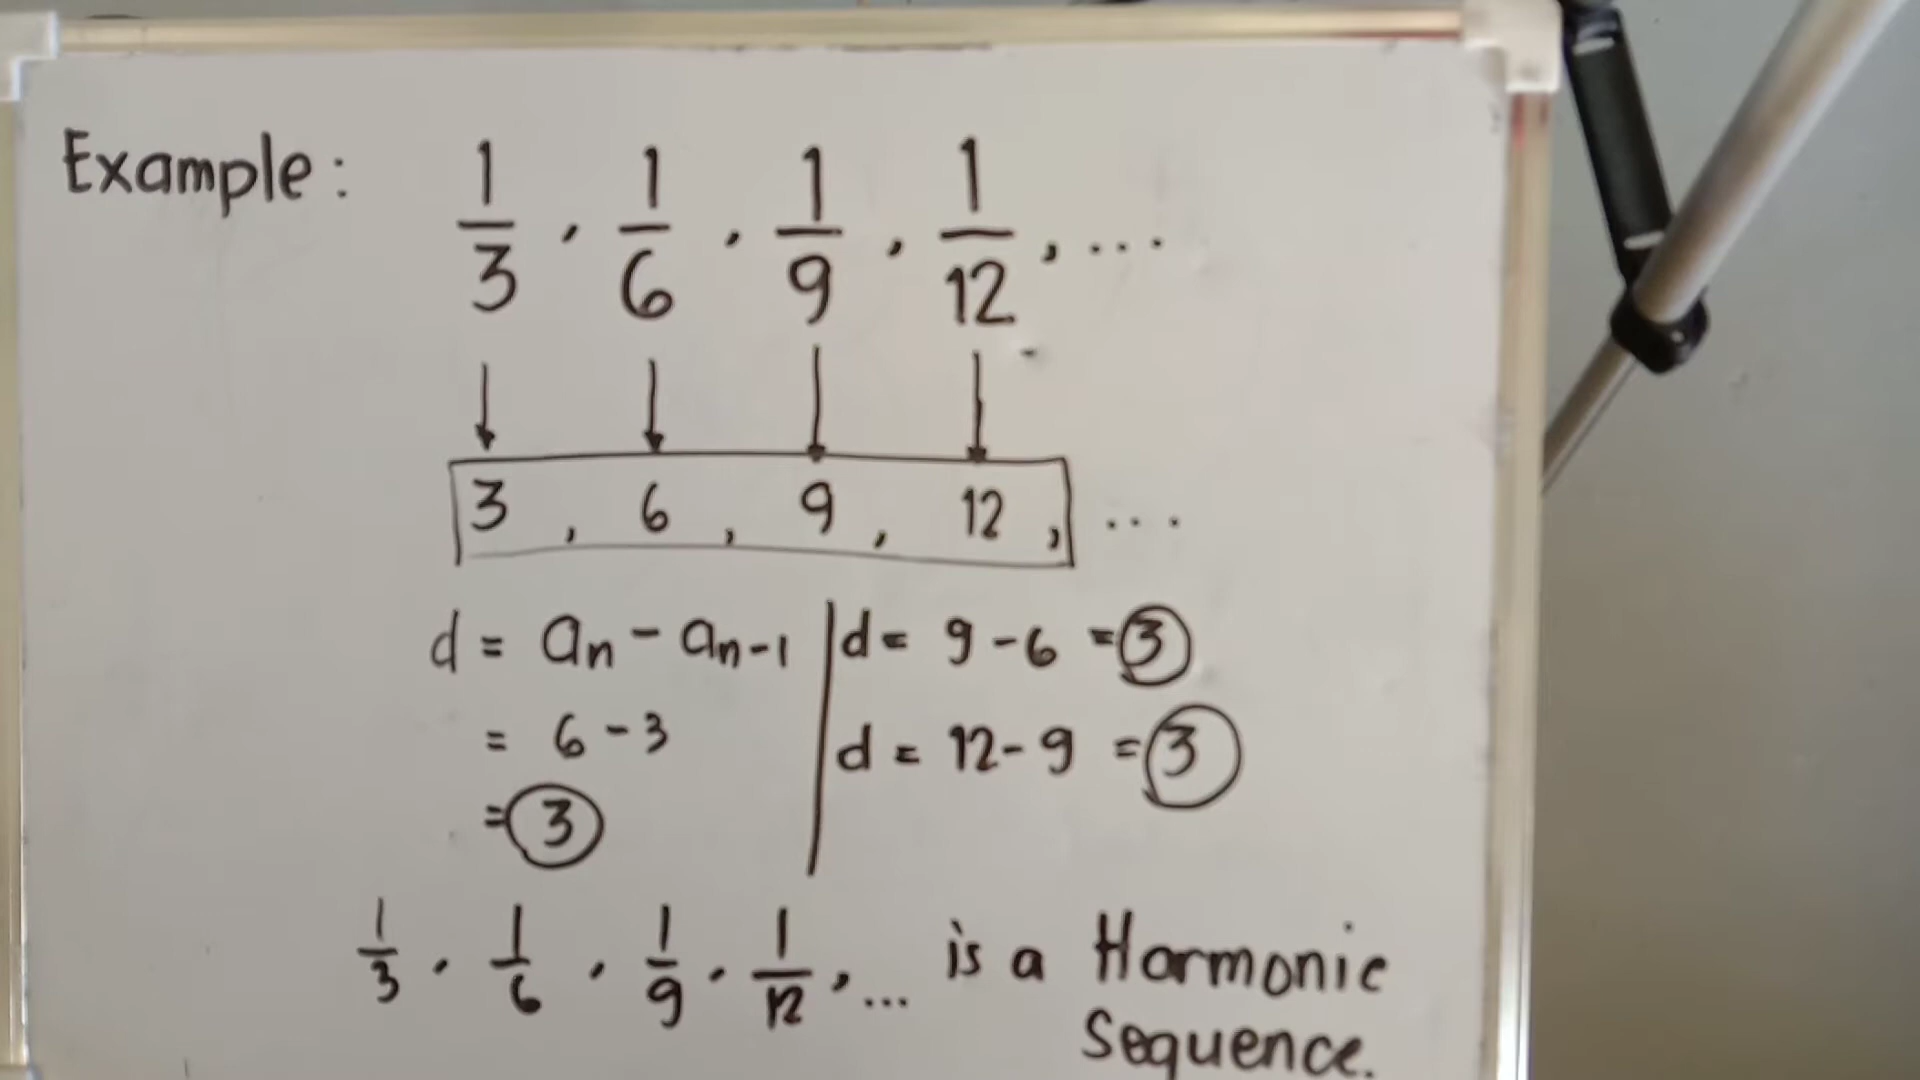 Example: 1/3, 1/6, 1/9, 1/12, ...
3, 6, 9, 12, ...
d = an - an-1 | d = 9 - 6 = 3
= 6 - 3 | d = 12 - 9 = 3
= 3
1/3, 1/6, 1/9, 1/12, ... is a Harmonic
Sequence.